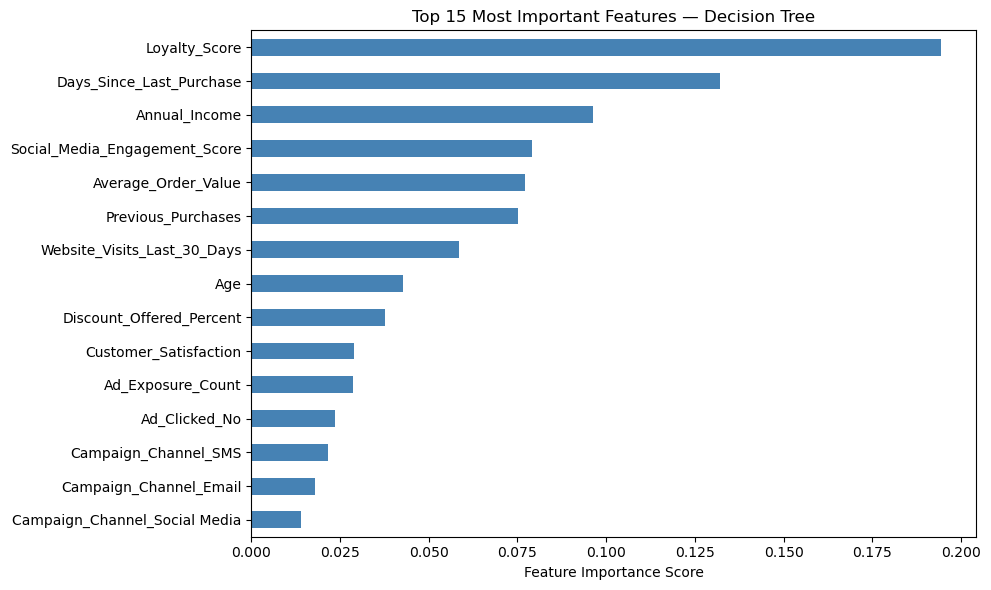 Top 15 Most Important Features — Decision Tree
Loyalty_Score
Days_Since_Last_Purchase
Annual_Income
Social_Media_Engagement_Score
Average_Order_Value
Previous_Purchases
Website_Visits_Last_30_Days
Age
Discount_Offered_Percent
Customer_Satisfaction
Ad_Exposure_Count
Ad_Clicked_No
Campaign_Channel_SMS
Campaign_Channel_Email
Campaign_Channel_Social Media
0.000 0.025 0.050 0.075 0.100 0.125 0.150 0.175 0.200
Feature Importance Score